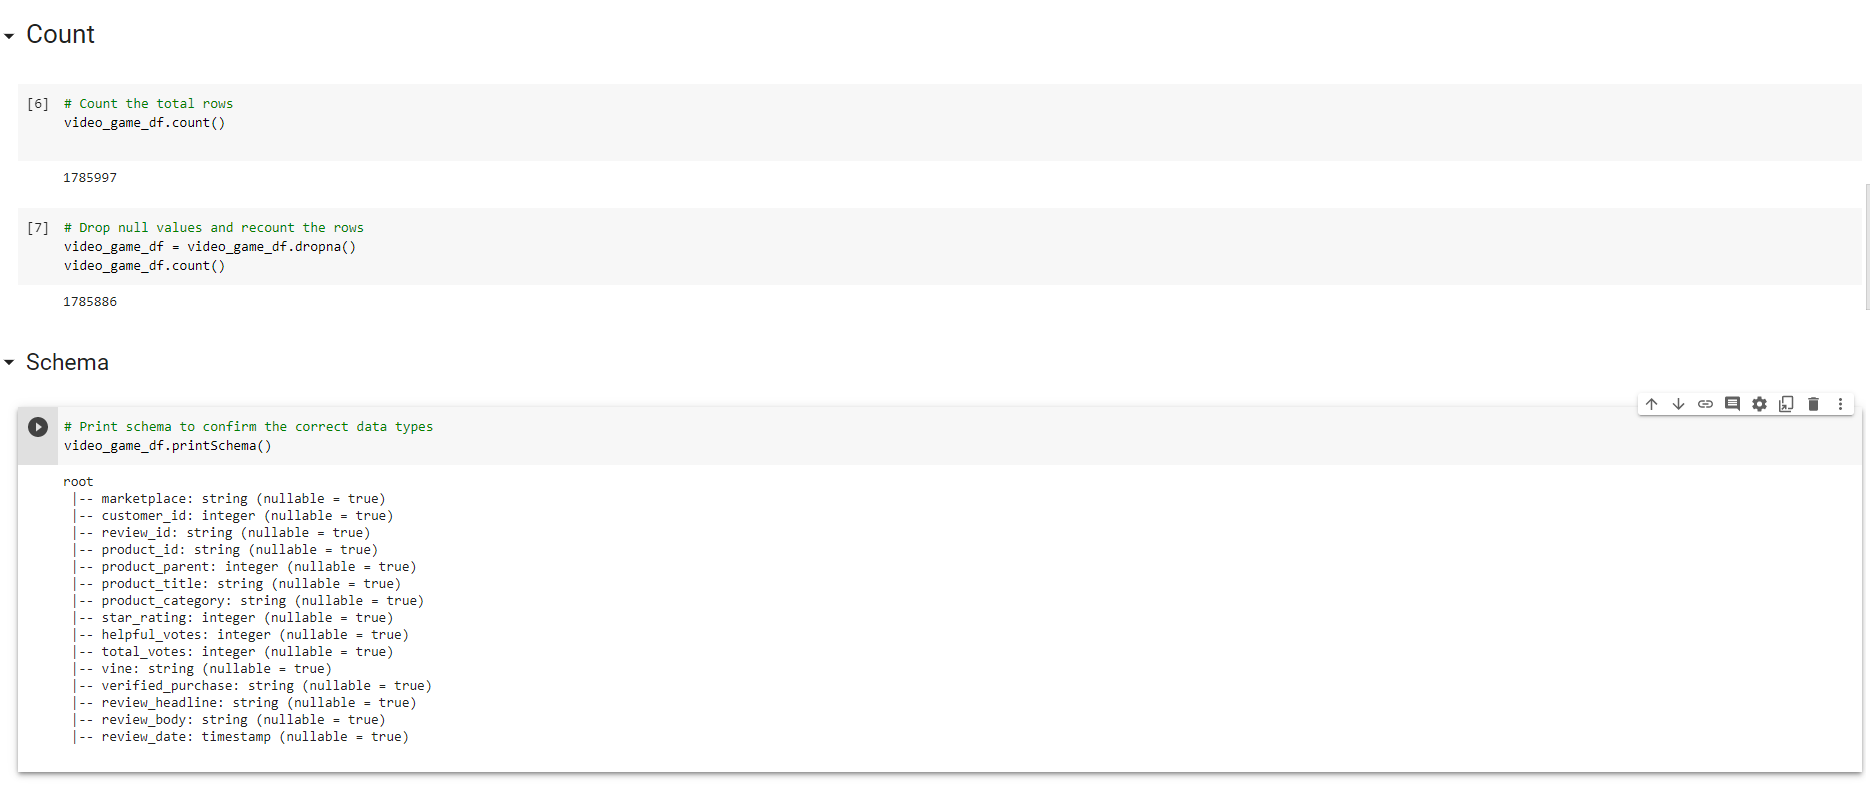 Count
[6] # Count the total rows
video_game_df.count()
1785997
[7] # Drop null values and recount the rows
video_game_df = video_game_df.dropna()
video_game_df.count()
1785886
Schema
# Print schema to confirm the correct data types
video_game_df.printSchema()
root
 |-- marketplace: string (nullable = true)
 |-- customer_id: integer (nullable = true)
 |-- review_id: string (nullable = true)
 |-- product_id: string (nullable = true)
 |-- product_parent: integer (nullable = true)
 |-- product_title: string (nullable = true)
 |-- product_category: string (nullable = true)
 |-- star_rating: integer (nullable = true)
 |-- helpful_votes: integer (nullable = true)
 |-- total_votes: integer (nullable = true)
 |-- vine: string (nullable = true)
 |-- verified_purchase: string (nullable = true)
 |-- review_headline: string (nullable = true)
 |-- review_body: string (nullable = true)
 |-- review_date: timestamp (nullable = true)